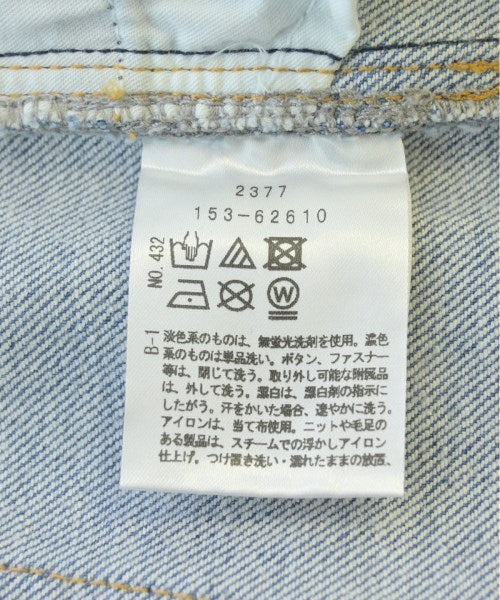 2377
153-62610
NO. 432
W
B-1
淡色系のものは、無蛍光洗剤を使用。濃色
系のものは単品洗い。ボタン、ファスナー
等は、閉じて洗う。取り外し可能な附製品
は、外して洗う。漂白は、漂白剤の指示に
したがう。汗をかいた場合、速やかに洗う。
アイロンは、当て布使用。ニットや毛足の
ある製品は、スチームでの浮かしアイロン
仕上げ。つけ置き洗い・濡れたままの放置、